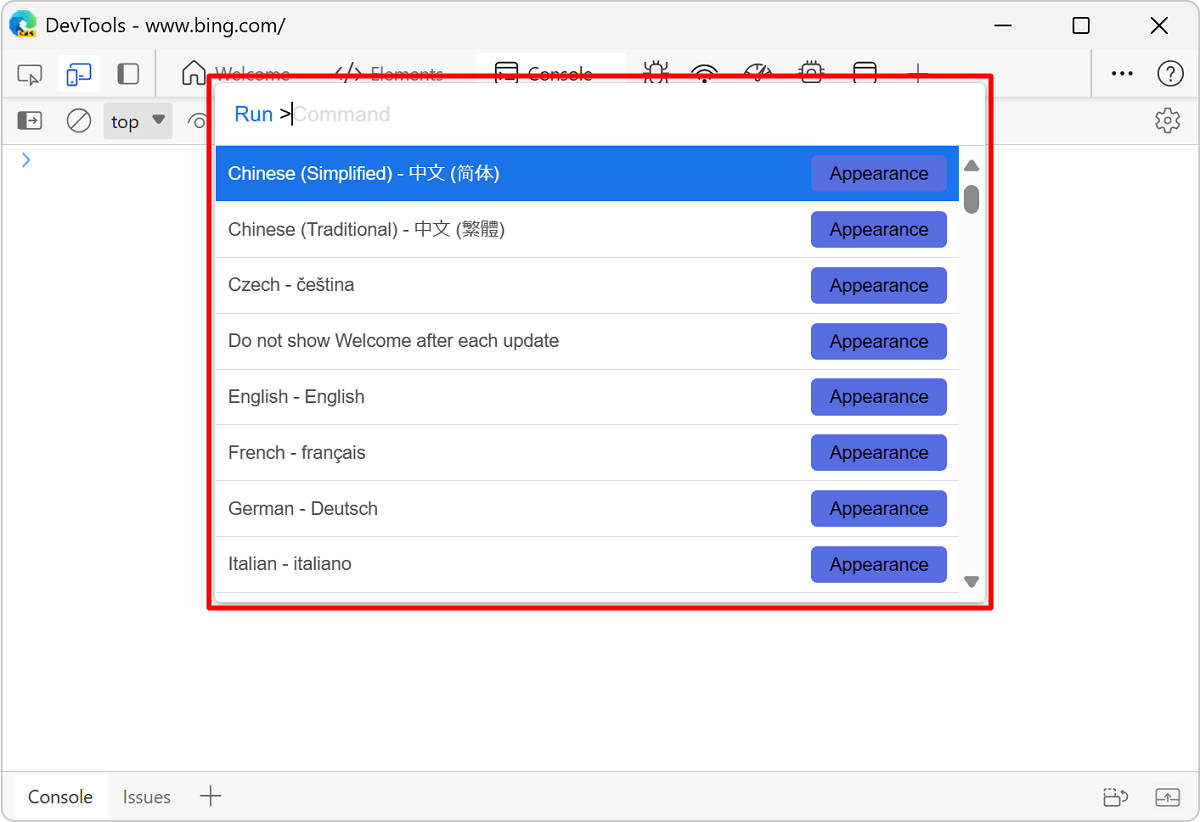 DevTools - www.bing.com/
Welcome Elements Console
top
Run >Command
Chinese (Simplified) - 中文 (简体) Appearance
Chinese (Traditional) - 中文 (繁體) Appearance
Czech - čeština Appearance
Do not show Welcome after each update Appearance
English - English Appearance
French - français Appearance
German - Deutsch Appearance
Italian - italiano Appearance
Console Issues